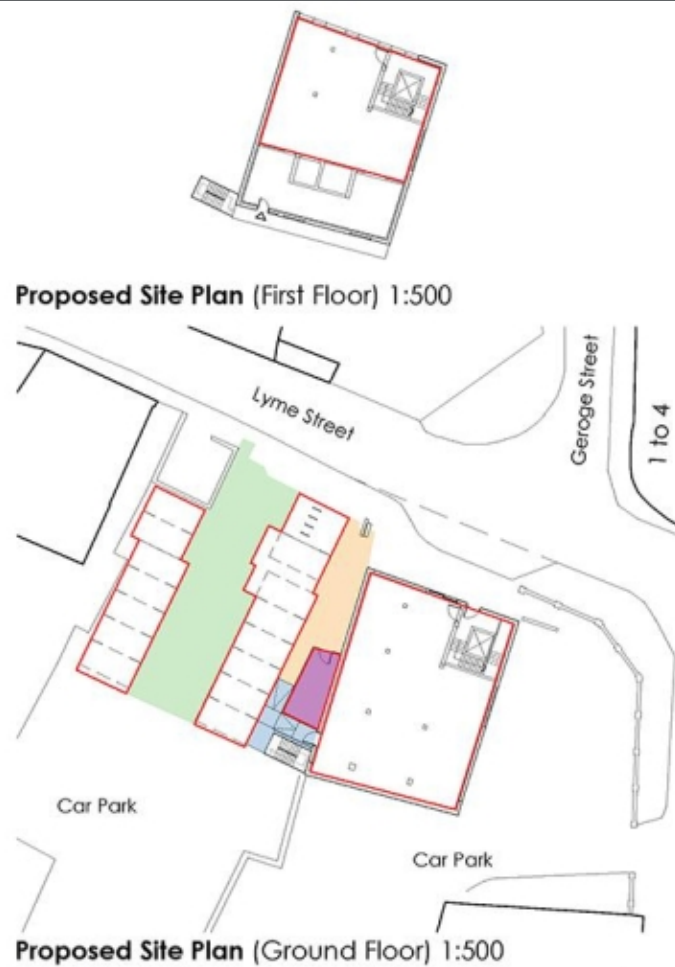 Proposed Site Plan (First Floor) 1:500
Lyme Street
Geroge Street
1 to 4
Car Park
Car Park
Proposed Site Plan (Ground Floor) 1:500